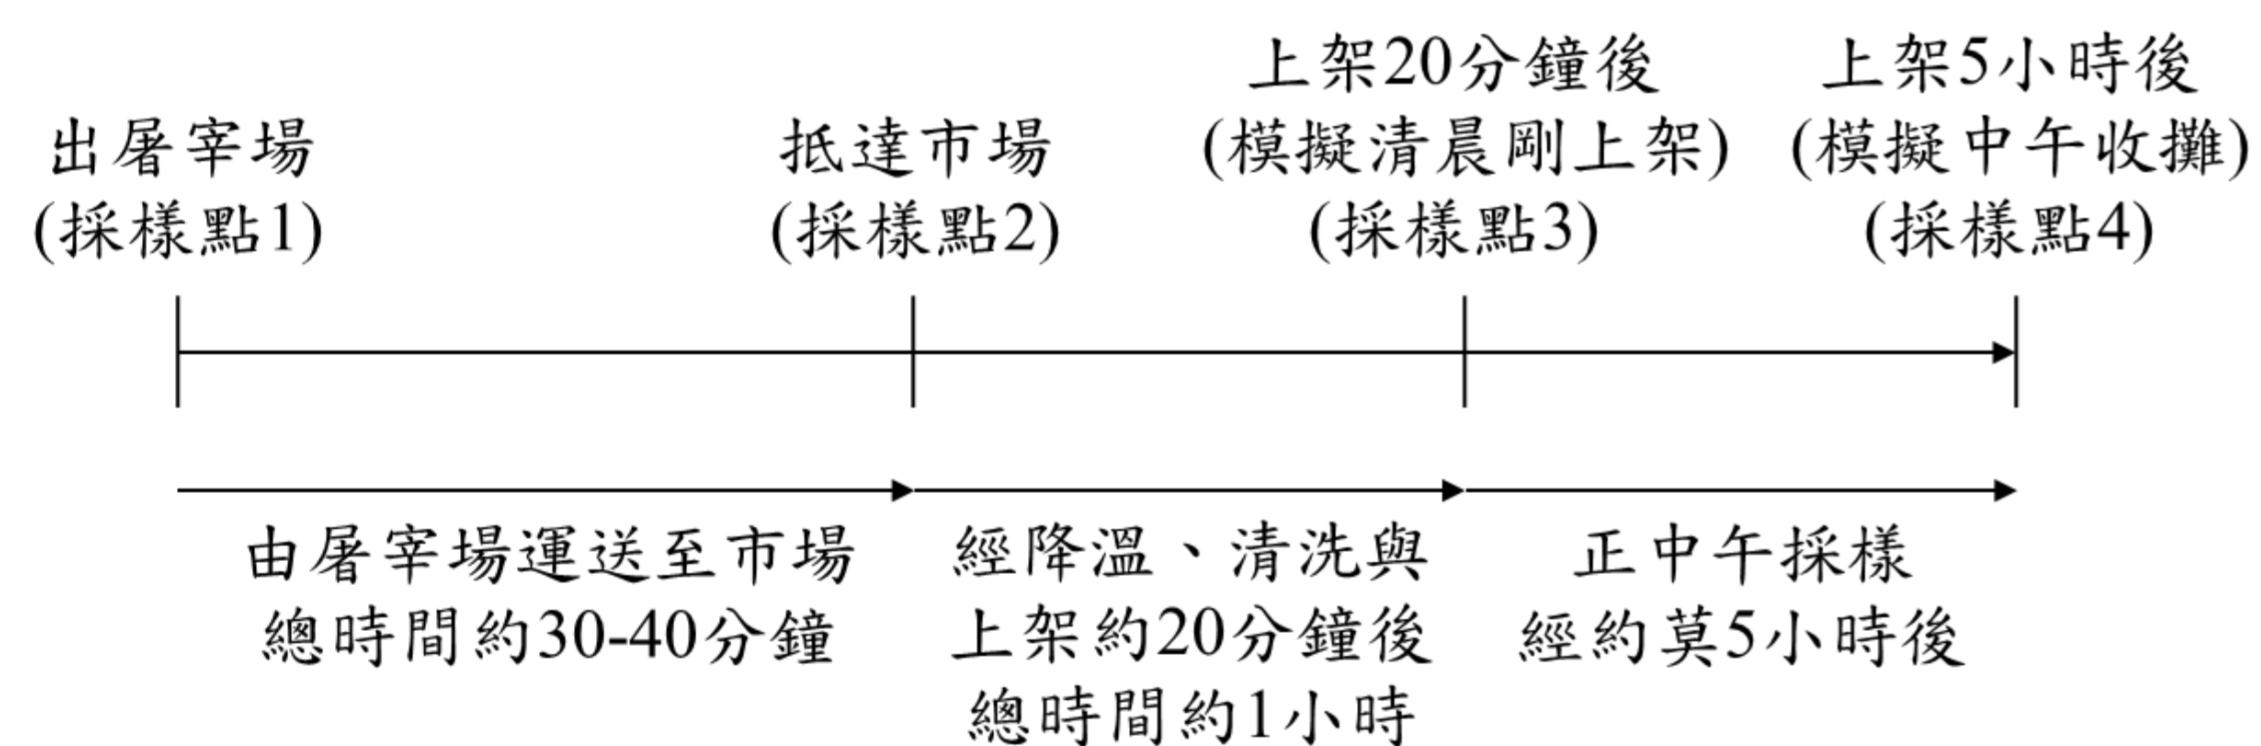 出屠宰場
(採樣點1)
抵達市場
(採樣點2)
上架20分鐘後
(模擬清晨剛上架)
(採樣點3)
上架5小時後
(模擬中午收攤)
(採樣點4)
由屠宰場運送至市場
總時間約30-40分鐘
經降溫、清洗與
上架約20分鐘後
總時間約1小時
正中午採樣
經約莫5小時後